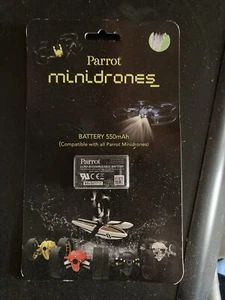 Parrot
minidrones
BATTERY 550mAh
(Compatible with all Parrot Minidrones)
Parrot